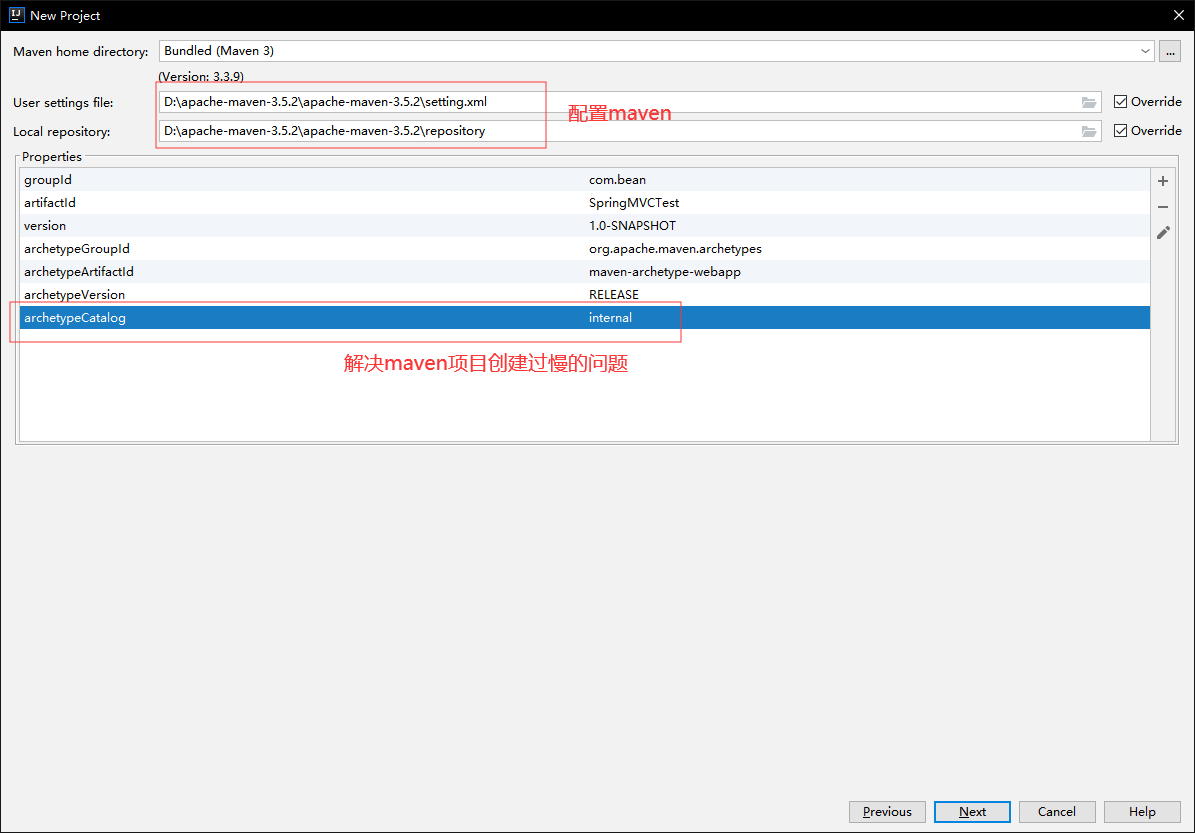 New Project
Maven home directory: Bundled (Maven 3) ...
(Version: 3.3.9)
User settings file: D:\apache-maven-3.5.2\apache-maven-3.5.2\setting.xml Override
配置maven
Local repository: D:\apache-maven-3.5.2\apache-maven-3.5.2\repository Override
Properties
groupId com.bean
artifactId SpringMVCTest
version 1.0-SNAPSHOT
archetypeGroupId org.apache.maven.archetypes
archetypeArtifactId maven-archetype-webapp
archetypeVersion RELEASE
archetypeCatalog internal
解决maven项目创建过慢的问题
Previous Next Cancel Help